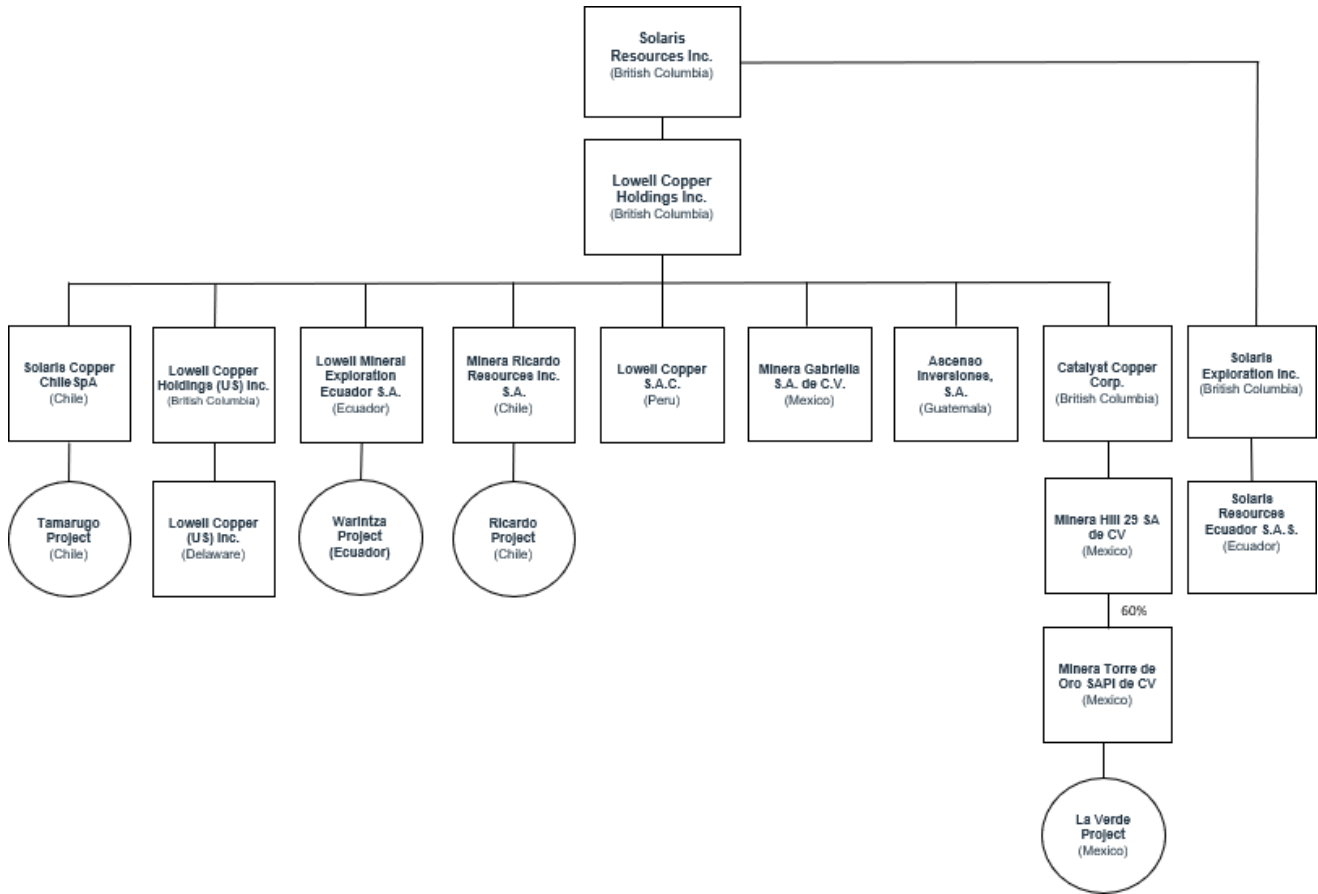 Solaris
Resources Inc.
(British Columbia)
Lowell Copper
Holdings Inc.
(British Columbia)
Solaris Copper
Chile SpA
(Chile)
Lowell Copper
Holdings (US) Inc.
(British Columbia)
Lowell Mineral
Exploration
Ecuador S.A.
(Ecuador)
Minera Ricardo
Resources Inc.
S.A.
(Chile)
Lowell Copper
S.A.C.
(Peru)
Minera Gabriella
S.A. de C.V.
(Mexico)
Ascenso
Inversiones,
S.A.
(Guatemala)
Catalyst Copper
Corp.
(British Columbia)
Solaris
Exploration Inc.
(British Columbia)
Tamarugo
Project
(Chile)
Lowell Copper
(US) Inc.
(Delaware)
Warintza
Project
(Ecuador)
Ricardo
Project
(Chile)
Minera Hill 29 SA
de CV
(Mexico)
Solaris
Resources
Ecuador S.A.S.
(Ecuador)
60%
Minera Torre de
Oro SAPI de CV
(Mexico)
La Verde
Project
(Mexico)